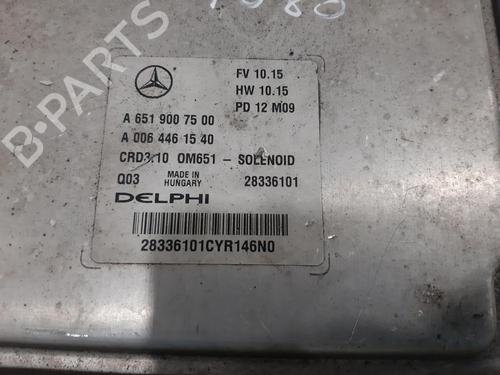 1080
FV 10.15
HW 10.15
PD 12 M09
A 651 900 75 00
A 006 446 15 40
CRD3.10 OM651 - SOLENOID
Q03 MADE IN HUNGARY 28336101
DELPHI
28336101CYR146N0
B-PARTS